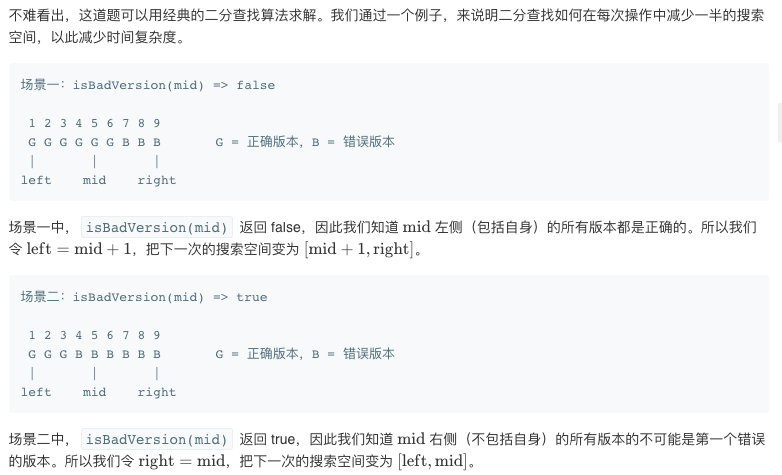 不难看出，这道题可以用经典的二分查找算法求解。我们通过一个例子，来说明二分查找如何在每次操作中减少一半的搜索
空间，以此减少时间复杂度。
场景一：isBadVersion(mid) => false
1 2 3 4 5 6 7 8 9
G G G G G G B B B G = 正确版本，B = 错误版本
| | |
left mid right
场景一中， isBadVersion(mid) 返回 false，因此我们知道 mid 左侧（包括自身）的所有版本都是正确的。所以我们
令 left = mid + 1，把下一次的搜索空间变为 [mid + 1, right]。
场景二：isBadVersion(mid) => true
1 2 3 4 5 6 7 8 9
G G G B B B B B B G = 正确版本，B = 错误版本
| | |
left mid right
场景二中， isBadVersion(mid) 返回 true，因此我们知道 mid 右侧（不包括自身）的所有版本的不可能是第一个错误
的版本。所以我们令 right = mid，把下一次的搜索空间变为 [left, mid]。